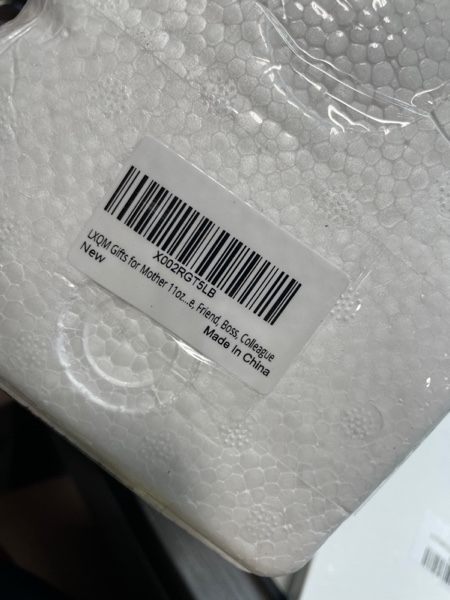 X002RGT5LB
LXQM Gifts for Mother 11oz...e, Friend, Boss, Colleague
New
Made In China